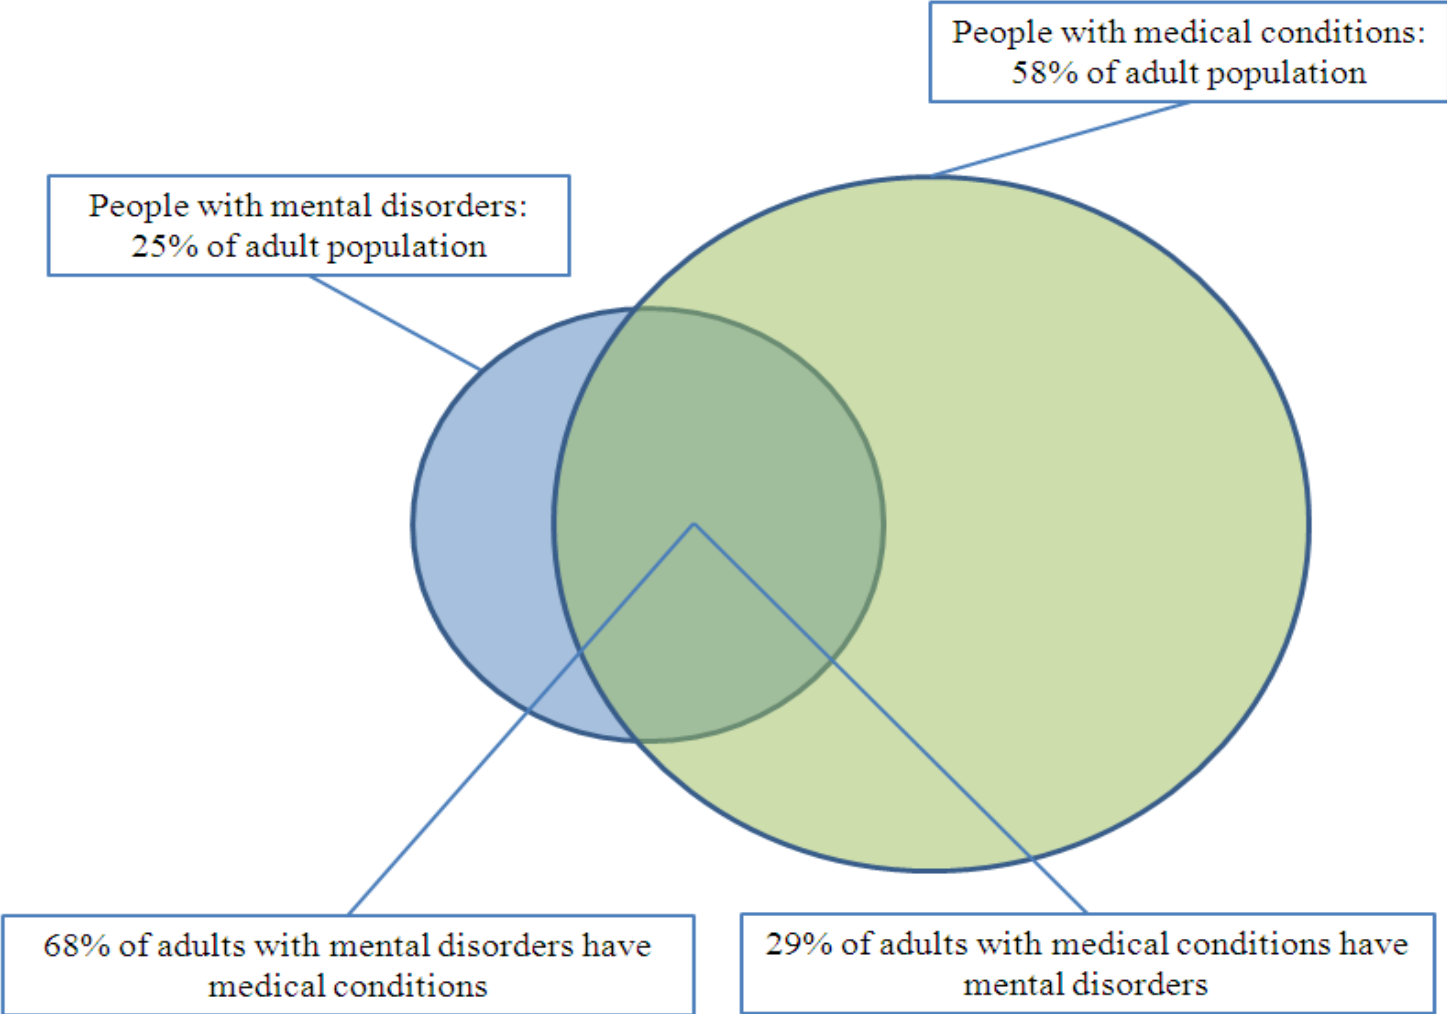 People with medical conditions:
58% of adult population
People with mental disorders:
25% of adult population
68% of adults with mental disorders have
medical conditions
29% of adults with medical conditions have
mental disorders